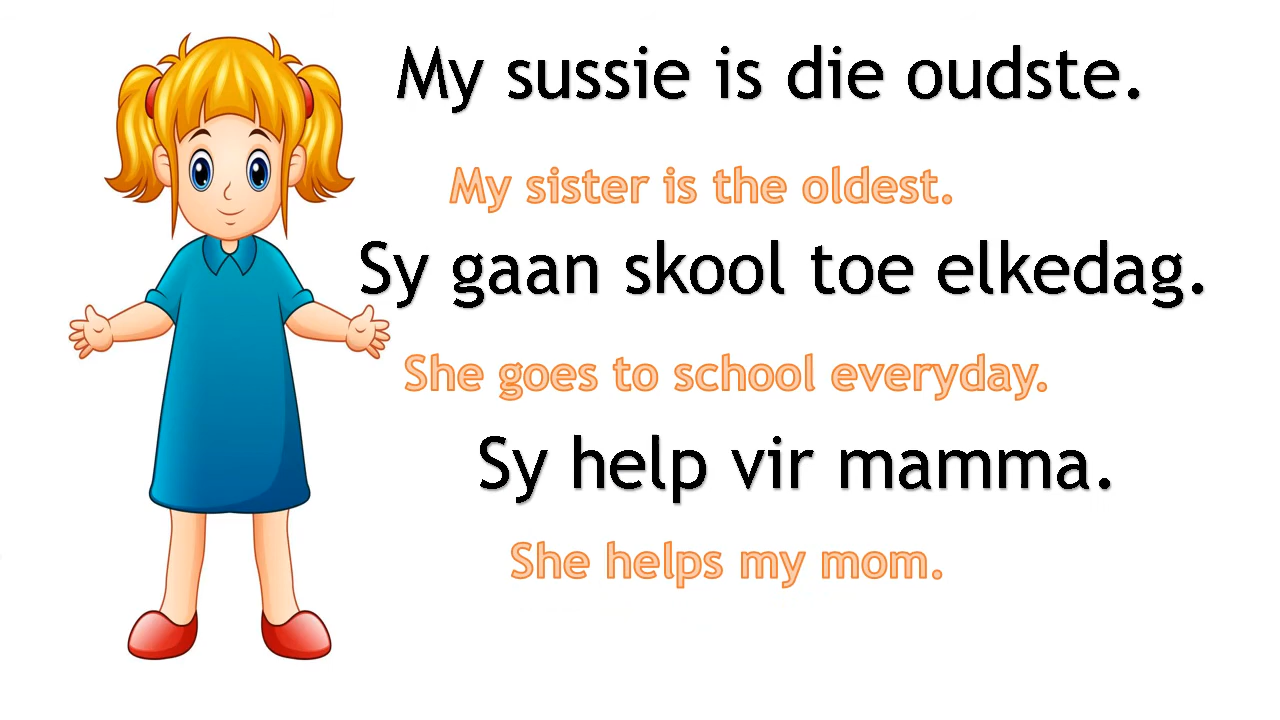 My sussie is die oudste.
My sister is the oldest.
Sy gaan skool toe elkedag.
She goes to school everyday.
Sy help vir mamma.
She helps my mom.